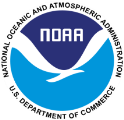 NATIONAL OCEANIC AND ATMOSPHERIC ADMINISTRATION
NOAA
U.S. DEPARTMENT OF COMMERCE